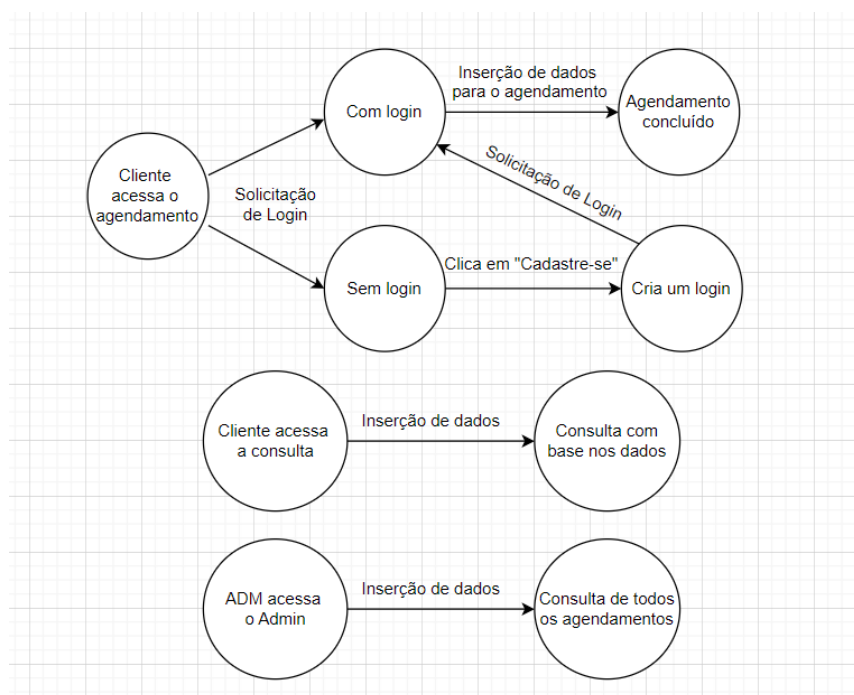 Cliente
acessa o
agendamento
Solicitação
de Login
Com login
Inserção de dados
para o agendamento
Agendamento
concluído
Solicitação de Login
Sem login
Clica em "Cadastre-se"
Cria um login
Cliente acessa
a consulta
Inserção de dados
Consulta com
base nos dados
ADM acessa
o Admin
Inserção de dados
Consulta de todos
os agendamentos